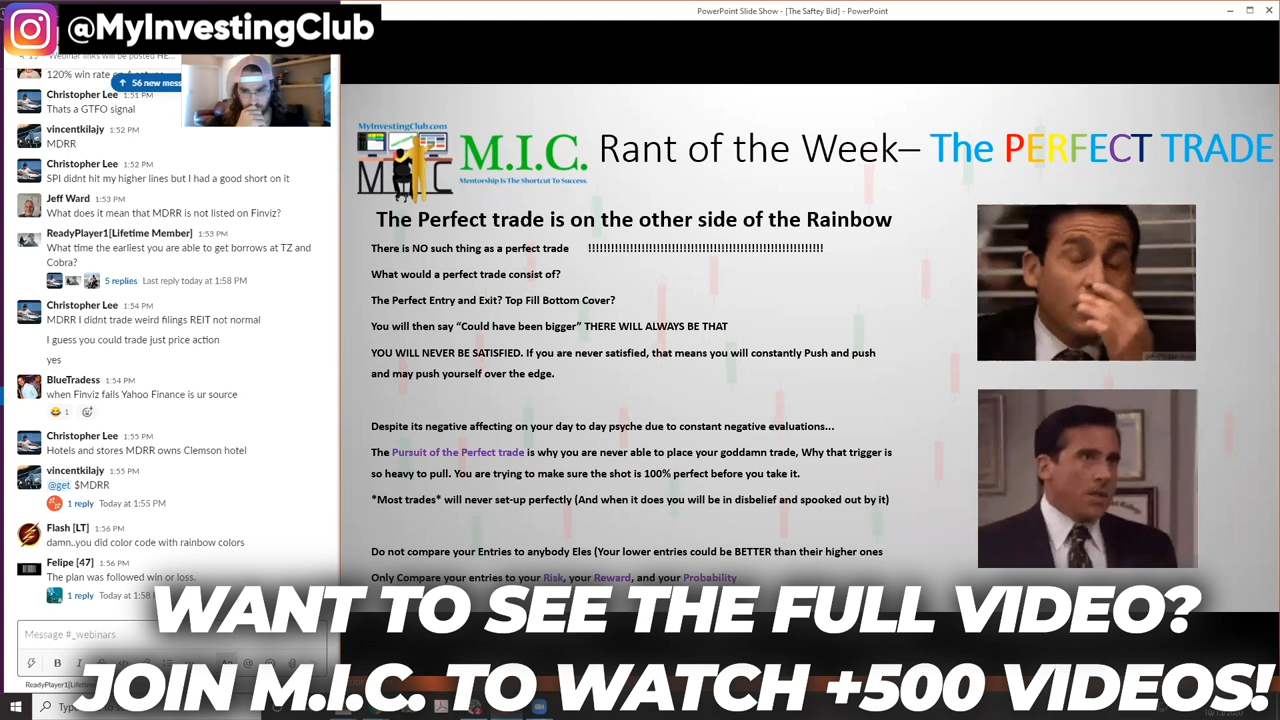 PowerPoint Slide Show - [The Saftey Bid] - PowerPoint
@MyInvestingClub
Webinar links will be posted HE...
120% win rate
56 new mess
Christopher Lee 1:51 PM
Thats a GTFO signal
vincentkilajy 1:52 PM
MDRR
Christopher Lee 1:52 PM
SPI didnt hit my higher lines but I had a good short on it
Jeff Ward 1:53 PM
What does it mean that MDRR is not listed on Finviz?
ReadyPlayer1[Lifetime Member] 1:53 PM
What time the earliest you are able to get borrows at TZ and
Cobra?
5 replies Last reply today at 1:58 PM
Christopher Lee 1:54 PM
MDRR I didnt trade weird filings REIT not normal
I guess you could trade just price action
yes
BlueTradess 1:54 PM
when Finviz fails Yahoo Finance is ur source
1
Christopher Lee 1:55 PM
Hotels and stores MDRR owns Clemson hotel
vincentkilajy 1:55 PM
@get $MDRR
1 reply Today at 1:55 PM
Flash [LT] 1:56 PM
damn..you did color code with rainbow colors
Felipe [47] 1:56 PM
The plan was followed win or loss.
1 reply Today at 1:58
Message #_webinars
ReadyPlayer1[Lifetim
MyInvestingClub.com
MIC
M.I.C.
Mentorship Is The Shortcut To Success.
Rant of the Week– The PERFECT TRADE
The Perfect trade is on the other side of the Rainbow
There is NO such thing as a perfect trade !!!!!!!!!!!!!!!!!!!!!!!!!!!!!!!!!!!!!!!!!!!!!!!!!!!!!!!!!!!!!!
What would a perfect trade consist of?
The Perfect Entry and Exit? Top Fill Bottom Cover?
You will then say “Could have been bigger” THERE WILL ALWAYS BE THAT
YOU WILL NEVER BE SATISFIED. If you are never satisfied, that means you will constantly Push and push
and may push yourself over the edge.
Despite its negative affecting on your day to day psyche due to constant negative evaluations...
The Pursuit of the Perfect trade is why you are never able to place your goddamn trade, Why that trigger is
so heavy to pull. You are trying to make sure the shot is 100% perfect before you take it.
*Most trades* will never set-up perfectly (And when it does you will be in disbelief and spooked out by it)
Do not compare your Entries to anybody Eles (Your lower entries could be BETTER than their higher ones
Only Compare your entries to your Risk, your Reward, and your Probability
WANT TO SEE THE FULL VIDEO?
JOIN M.I.C. TO WATCH +500 VIDEOS!